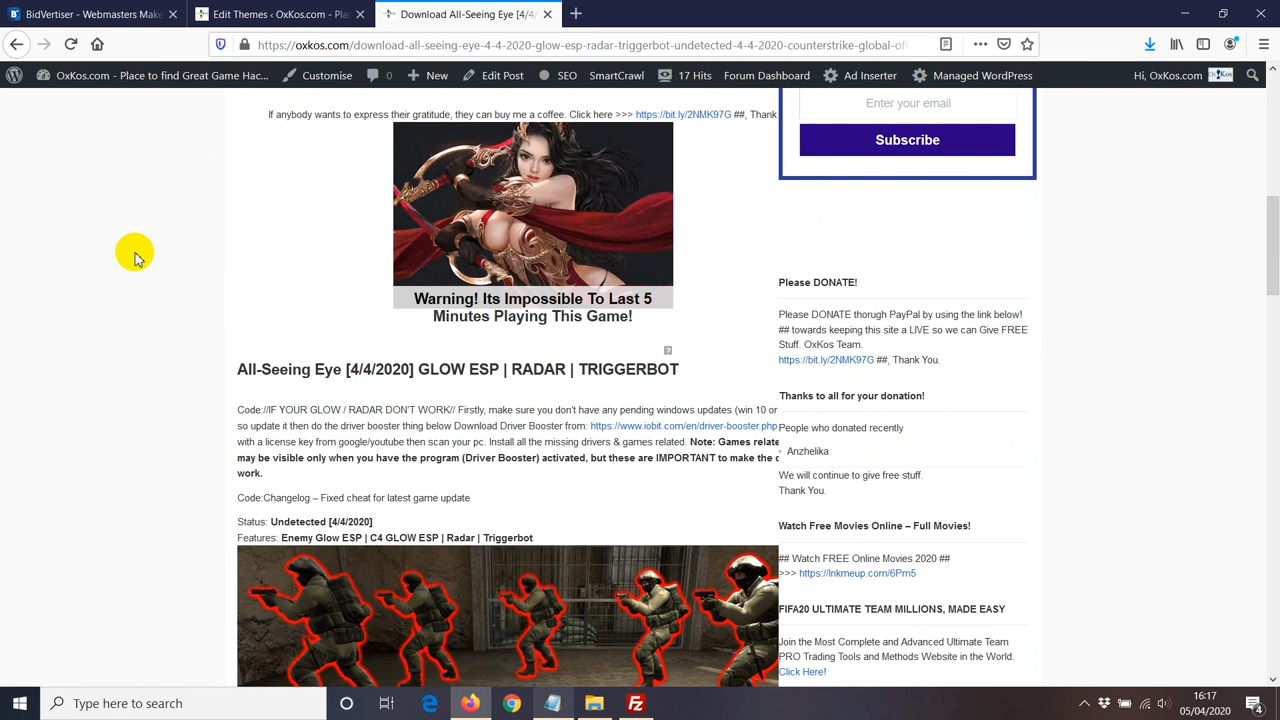 BidVertiser - Webmasters Make
Edit Themes ‹ OxKos.com - Plac
Download All-Seeing Eye [4/4/
https://oxkos.com/download-all-seeing-eye-4-4-2020-glow-esp-radar-triggerbot-undetected-4-4-2020-counterstrike-global-off
OxKos.com - Place to find Great Game Hac... Customise 0 New Edit Post SEO SmartCrawl 17 Hits Forum Dashboard Ad Inserter Managed WordPress Hi, OxKos.com
If anybody wants to express their gratitude, they can buy me a coffee. Click here >>> https://bit.ly/2NMK97G ##, Thank
Warning! Its Impossible To Last 5
Minutes Playing This Game!
?
All-Seeing Eye [4/4/2020] GLOW ESP | RADAR | TRIGGERBOT
Code://IF YOUR GLOW / RADAR DON'T WORK// Firstly, make sure you don't have any pending windows updates (win 10 or
so update it then do the driver booster thing below Download Driver Booster from: https://www.iobit.com/en/driver-booster.php
with a license key from google/youtube then scan your pc. Install all the missing drivers & games related. Note: Games relate
may be visible only when you have the program (Driver Booster) activated, but these are IMPORTANT to make the
work.
Code:Changelog – Fixed cheat for latest game update
Status: Undetected [4/4/2020]
Features: Enemy Glow ESP | C4 GLOW ESP | Radar | Triggerbot
Enter your email
Subscribe
Please DONATE!
Please DONATE thorugh PayPal by using the link below!
## towards keeping this site a LIVE so we can Give FREE
Stuff. OxKos Team.
https://bit.ly/2NMK97G ##, Thank You.
Thanks to all for your donation!
People who donated recently
Anzhelika
We will continue to give free stuff.
Thank You.
Watch Free Movies Online – Full Movies!
## Watch FREE Online Movies 2020 ##
>>> https://lnkmeup.com/6Pm5
FIFA20 ULTIMATE TEAM MILLIONS, MADE EASY
Join the Most Complete and Advanced Ultimate Team
PRO Trading Tools and Methods Website in the World.
Click Here!
Type here to search
16:17
05/04/2020
4